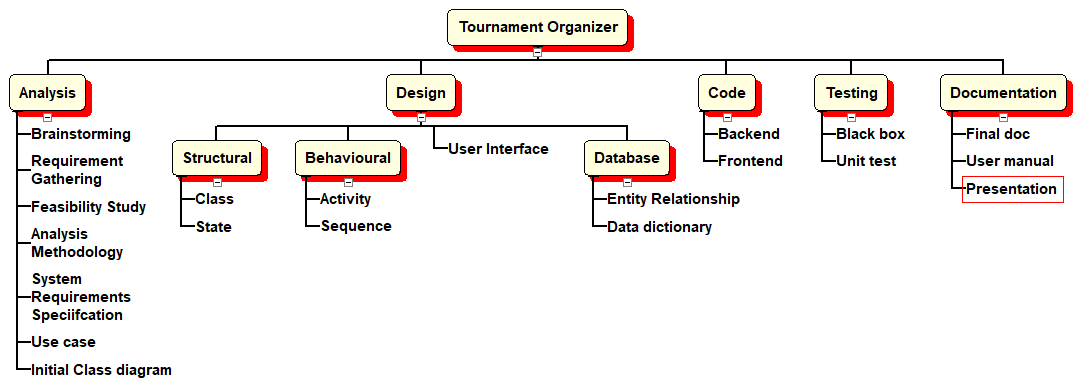 Tournament Organizer
Analysis
Design
Code
Testing
Documentation
Brainstorming
Requirement
Gathering
Feasibility Study
Analysis
Methodology
System
Requirements
Speciifcation
Use case
Initial Class diagram
Structural
Class
State
Behavioural
Activity
Sequence
User Interface
Database
Entity Relationship
Data dictionary
Backend
Frontend
Black box
Unit test
Final doc
User manual
Presentation